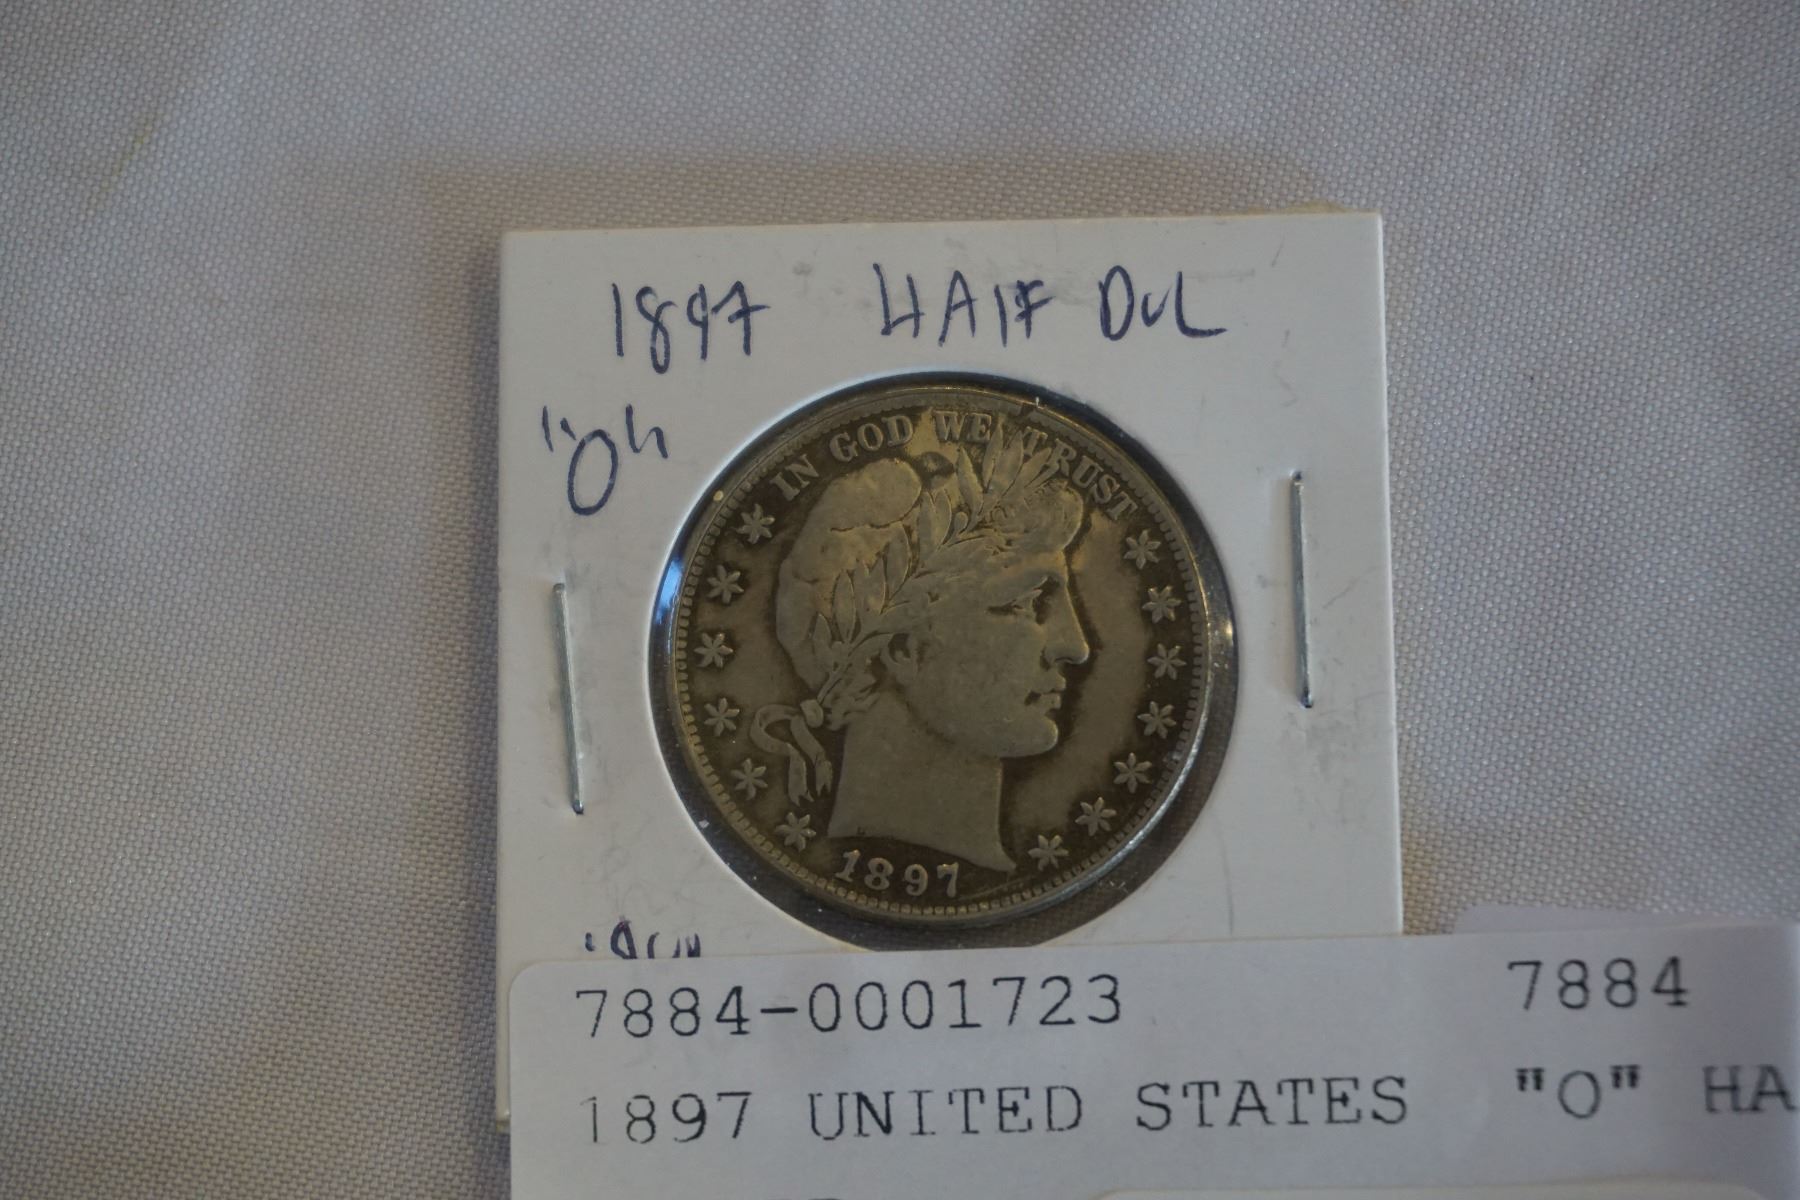 1897 HAlF DOL
"O"
IN GOD WE TRUST
1897
7884-0001723 7884
1897 UNITED STATES "O" HA